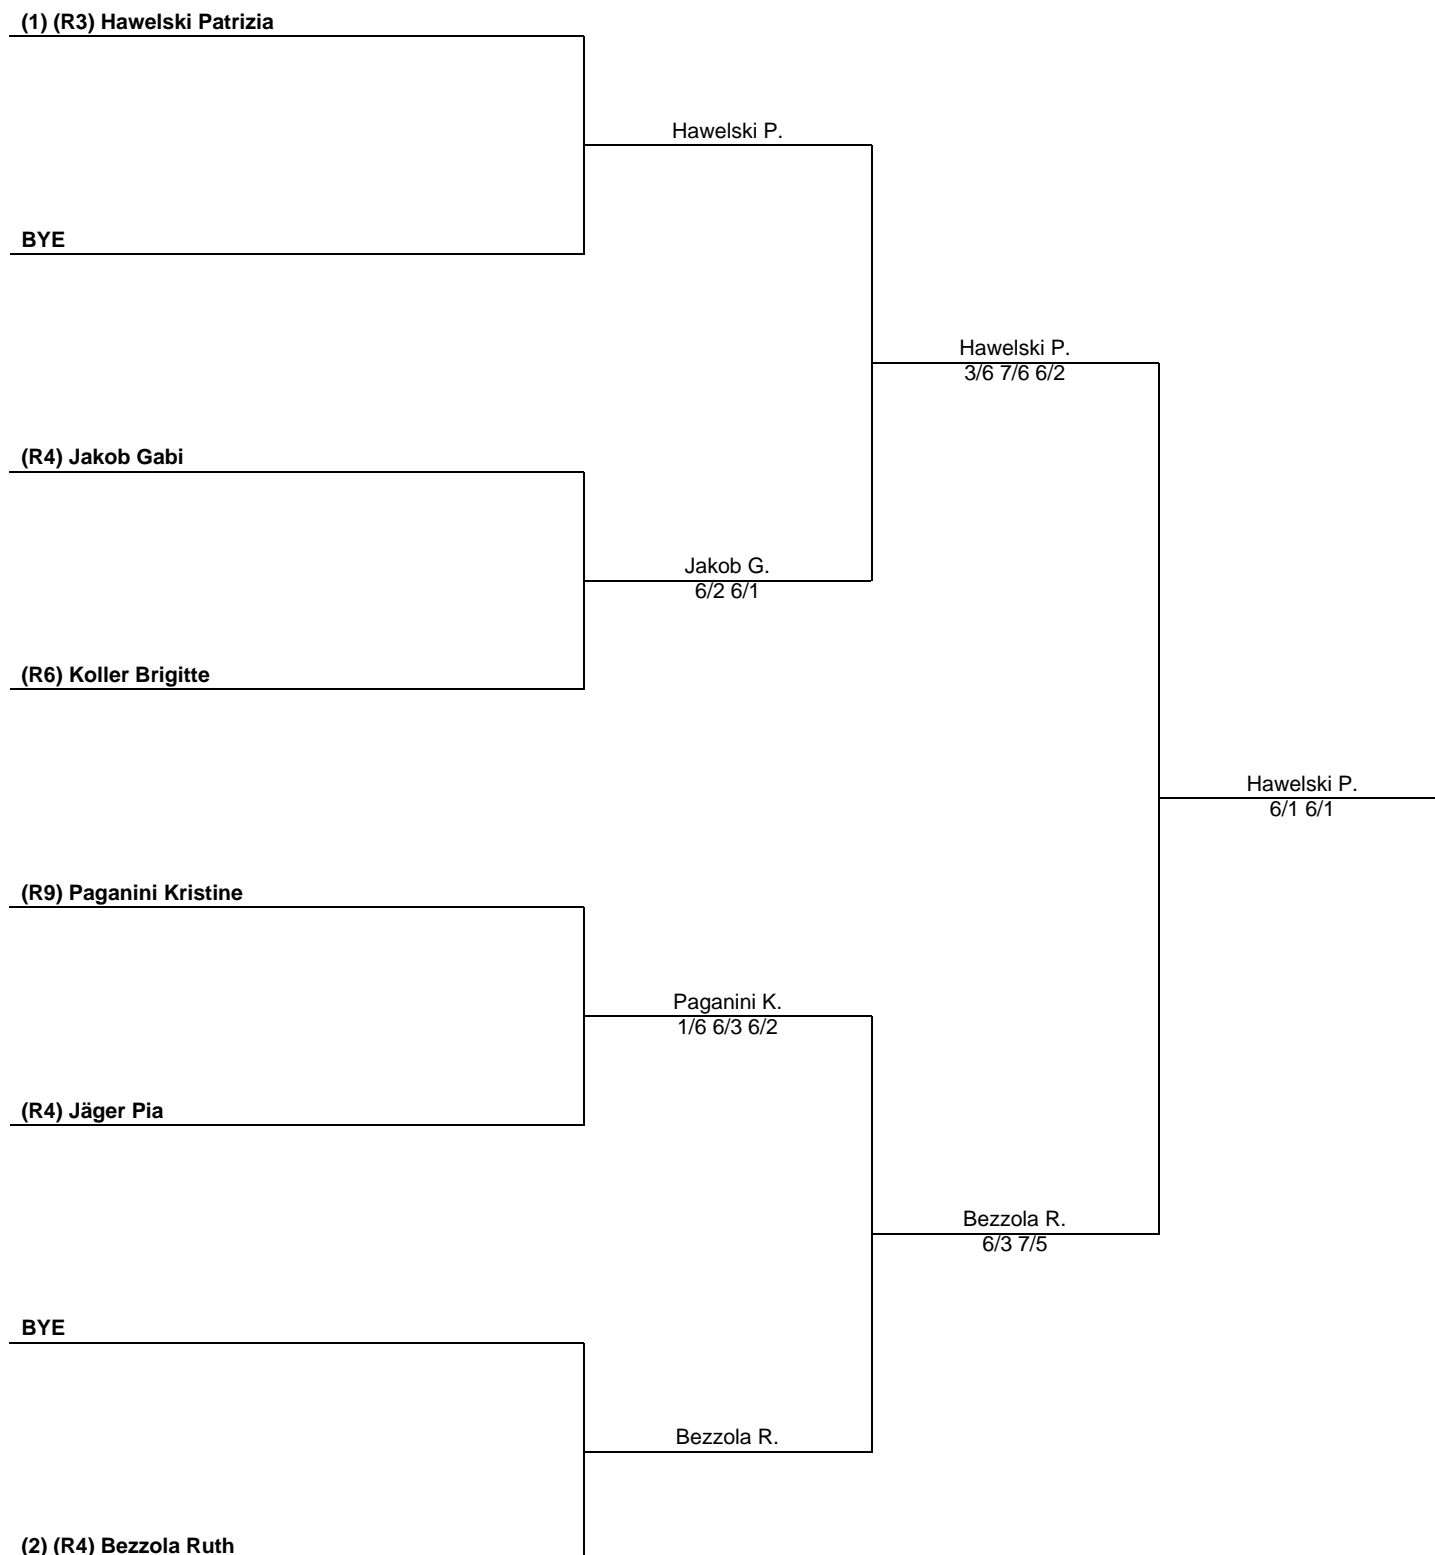 (1) (R3) Hawelski Patrizia
Hawelski P.
BYE
Hawelski P.
3/6 7/6 6/2
(R4) Jakob Gabi
Jakob G.
6/2 6/1
(R6) Koller Brigitte
Hawelski P.
6/1 6/1
(R9) Paganini Kristine
Paganini K.
1/6 6/3 6/2
(R4) Jäger Pia
Bezzola R.
6/3 7/5
BYE
Bezzola R.
(2) (R4) Bezzola Ruth